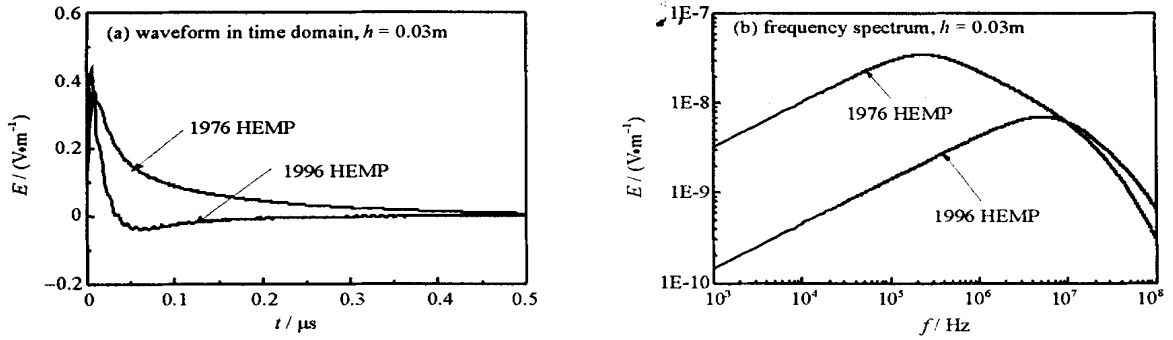 (a) waveform in time domain, h = 0.03m
0.6
0.4
0.2
0
−0.2
E / (V•m⁻¹)
1976 HEMP
1996 HEMP
0
0.1
0.2
0.3
0.4
0.5
t / μs
(b) frequency spectrum, h = 0.03m
1E-7
1E-8
1E-9
1E-10
E / (V•m⁻¹)
1976 HEMP
1996 HEMP
10³
10⁴
10⁵
10⁶
10⁷
10⁸
f / Hz